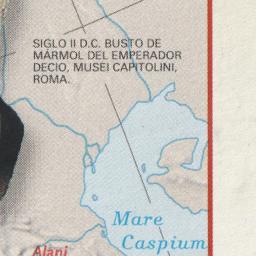 SIGLO II D.C. BUSTO DE
MÁRMOL DEL EMPERADOR
DECIO, MUSEI CAPITOLINI,
ROMA.
Mare
Caspium
Alani